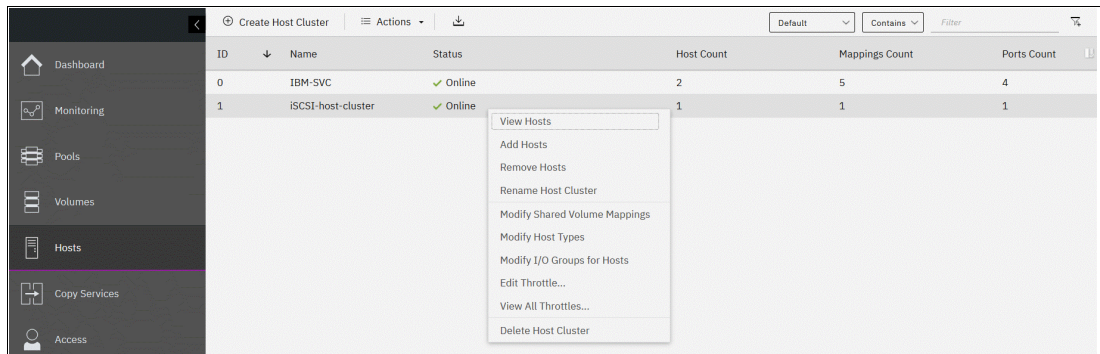 Create Host Cluster Actions Default Contains Filter
ID Name Status Host Count Mappings Count Ports Count
Dashboard
0 IBM-SVC Online 2 5 4
1 iSCSI-host-cluster Online 1 1 1
Monitoring
View Hosts
Add Hosts
Pools
Remove Hosts
Rename Host Cluster
Volumes
Modify Shared Volume Mappings
Modify Host Types
Hosts
Modify I/O Groups for Hosts
Edit Throttle...
Copy Services
View All Throttles...
Delete Host Cluster
Access